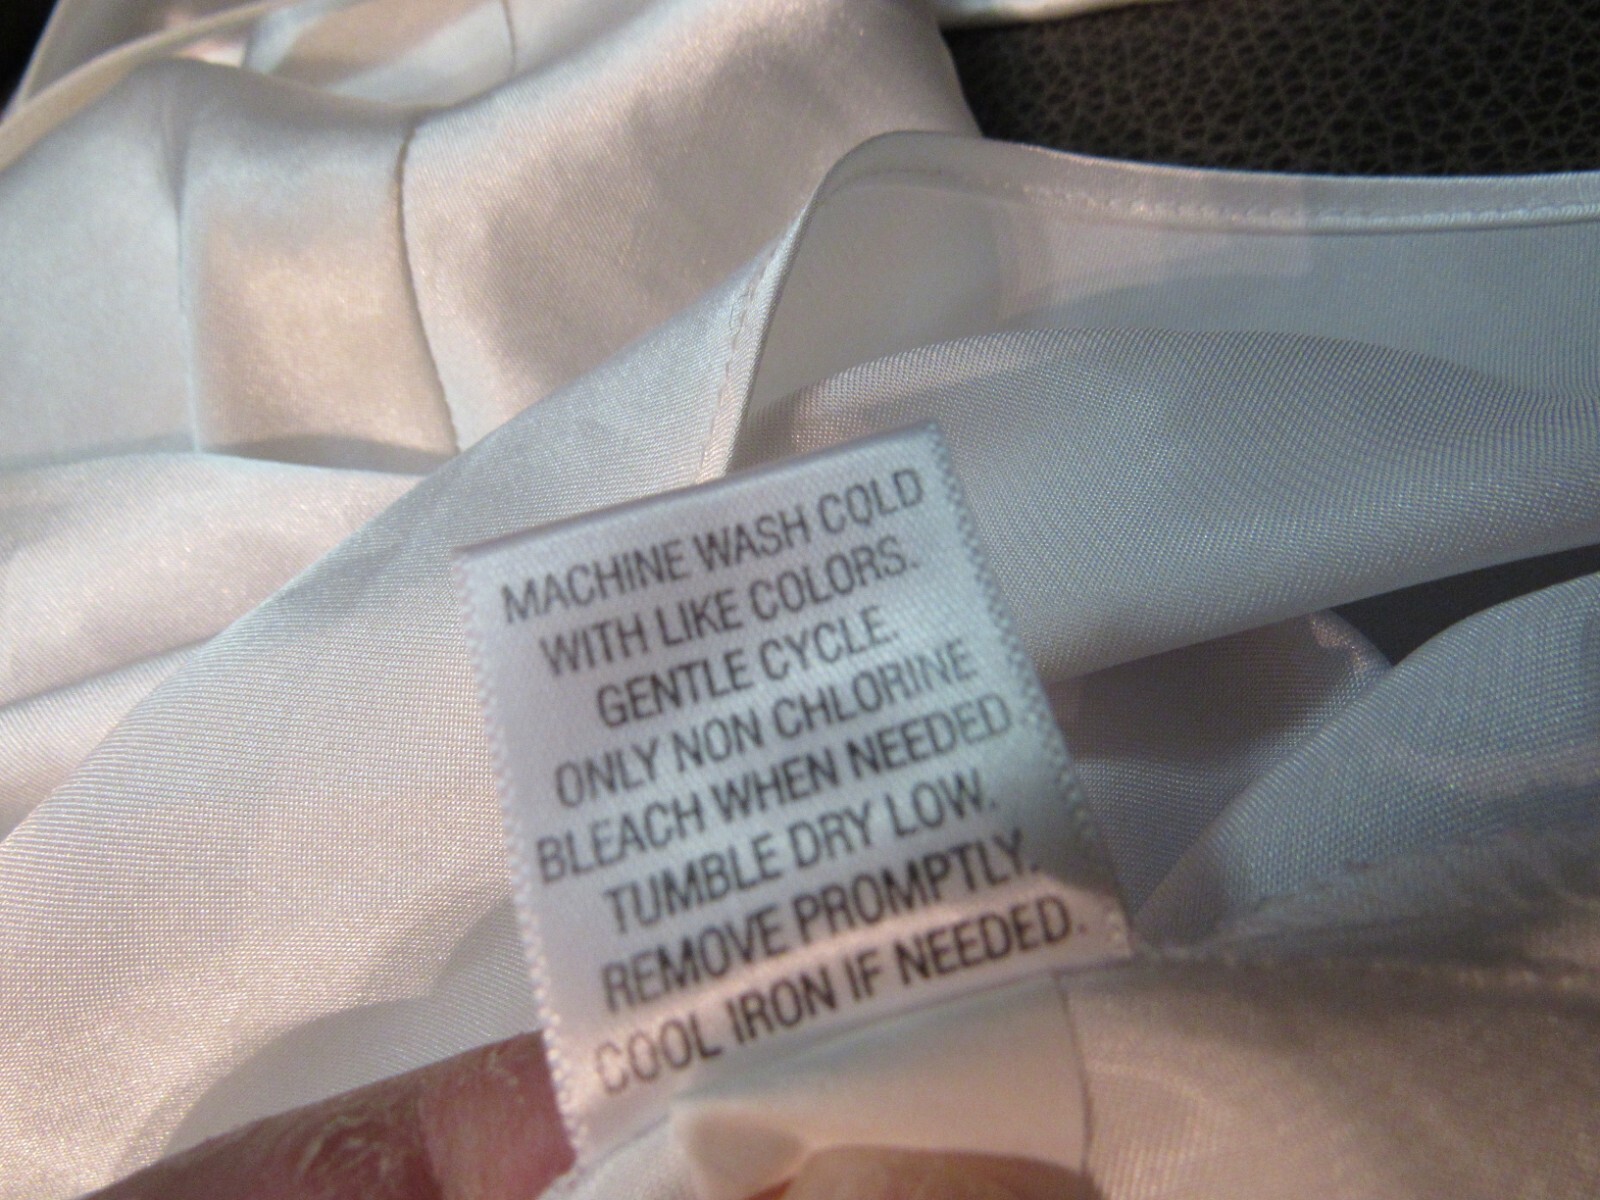 MACHINE WASH COLD
WITH LIKE COLORS.
GENTLE CYCLE.
ONLY NON CHLORINE
BLEACH WHEN NEEDED
TUMBLE DRY LOW.
REMOVE PROMPTLY.
COOL IRON IF NEEDED.